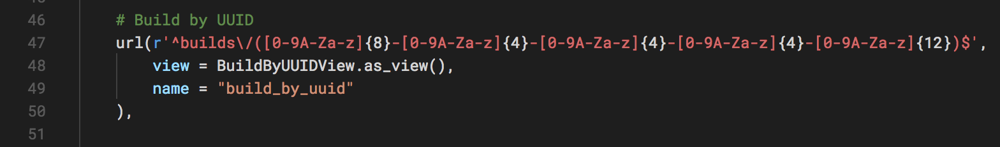 46 # Build by UUID
47 url(r'^builds\/([0-9A-Za-z]{8}-[0-9A-Za-z]{4}-[0-9A-Za-z]{4}-[0-9A-Za-z]{4}-[0-9A-Za-z]{12})$',
48 view = BuildByUUIDView.as_view(),
49 name = "build_by_uuid"
50 ),
51